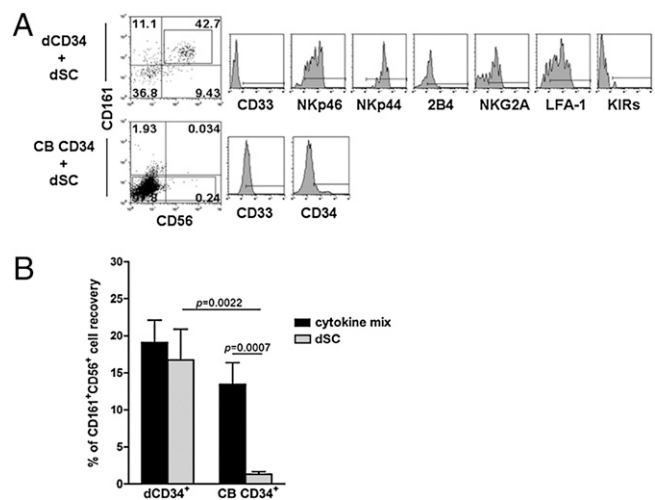 A
dCD34
+
dSC
11.1 42.7
36.8 9.43
CD161
CD33 NKp46 NKp44 2B4 NKG2A LFA-1 KIRs
CB CD34
+
dSC
1.93 0.034
0.24
CD56
CD33 CD34
B
% of CD161+CD56+ cell recovery
30
25
20
15
10
5
0
p=0.0022
p=0.0007
cytokine mix
dSC
dCD34+ CB CD34+